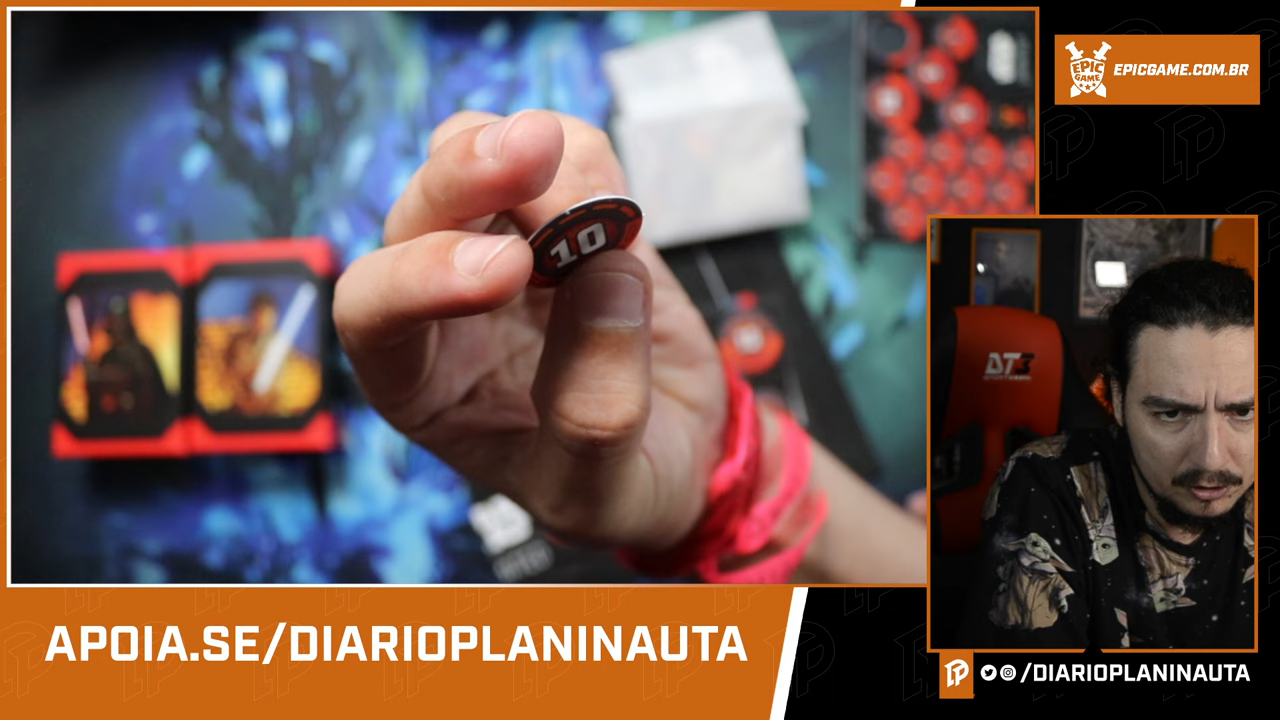 EPIC
GAME
EPICGAME.COM.BR
10
DT3
APOIA.SE/DIARIOPLANINAUTA
/DIARIOPLANINAUTA